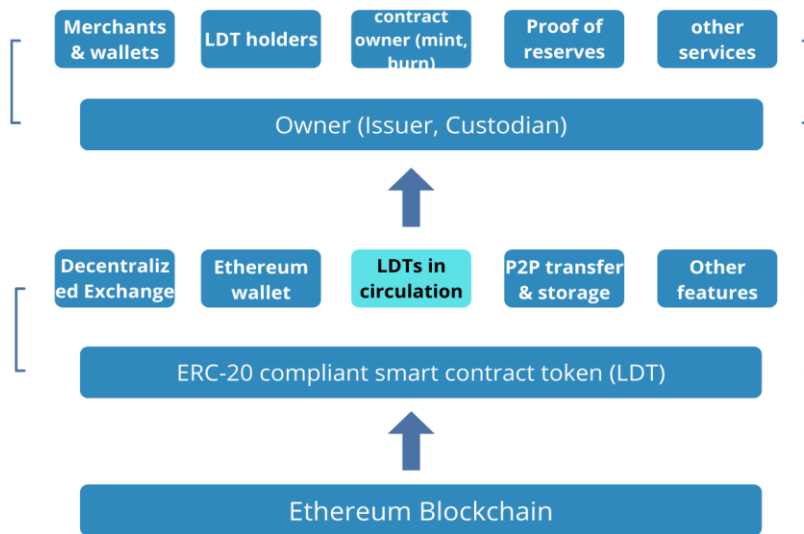 Merchants
& wallets
LDT holders
contract
owner (mint,
burn)
Proof of
reserves
other
services
Owner (Issuer, Custodian)
Decentraliz
ed Exchange
Ethereum
wallet
LDTs in
circulation
P2P transfer
& storage
Other
features
ERC-20 compliant smart contract token (LDT)
Ethereum Blockchain